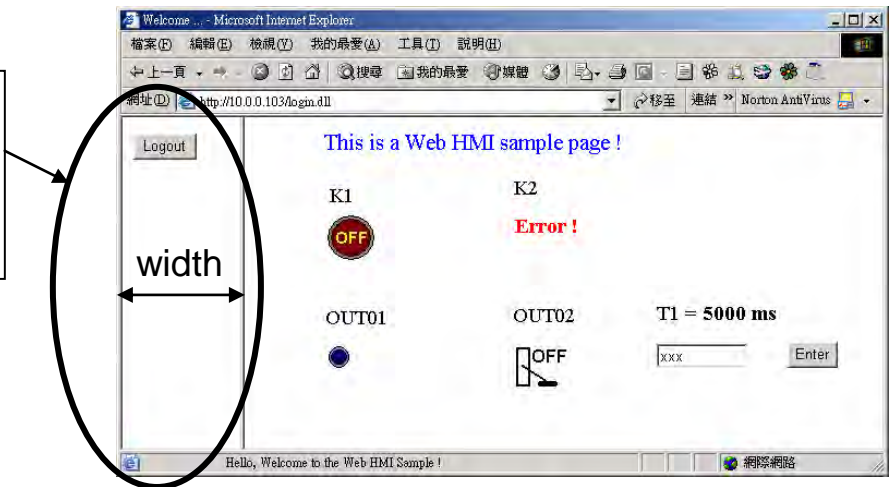 Welcome ... - Microsoft Internet Explorer
檔案(F) 編輯(E) 檢視(V) 我的最愛(A) 工具(T) 說明(H)
上一頁 搜尋 我的最愛 媒體
網址(D) http://10.0.0.103/login.dll 移至 連結 » Norton AntiVirus
Logout
This is a Web HMI sample page !
K1 K2
OFF Error !
width
OUT01 OUT02 T1 = 5000 ms
OFF xxx Enter
Hello, Welcome to the Web HMI Sample ! 網際網路